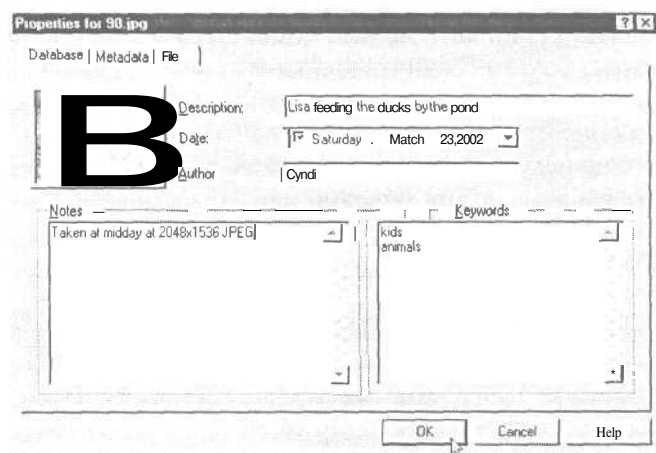 Properties for 90.jpg
Database | Metadata | File
B
Description: Lisa feeding the ducks by the pond
Date: Saturday . Match 23,2002
Author Cyndi
Notes
Taken at midday at 2048x1536 JPEG
Keywords
kids
animals
OK Cancel Help